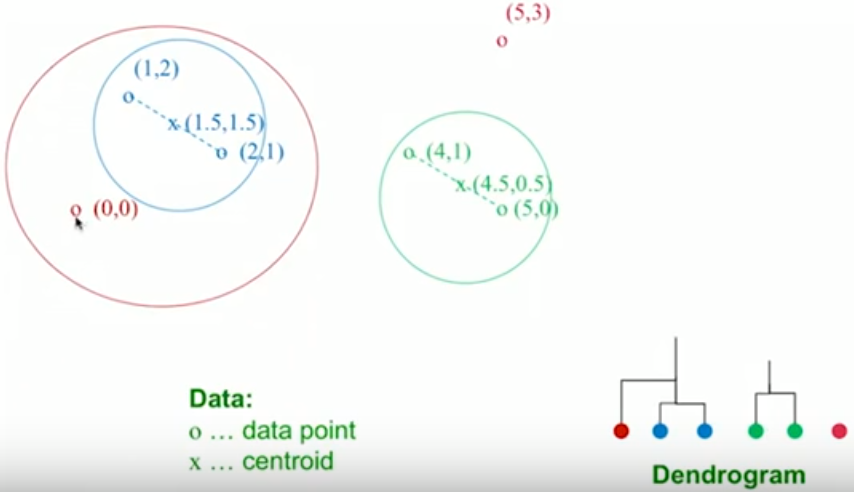 (5,3)
o
(1,2)
o
x (1.5,1.5)
o (2,1)
o (4,1)
x (4.5,0.5)
o (5,0)
o (0,0)
Data:
o ... data point
x ... centroid
Dendrogram